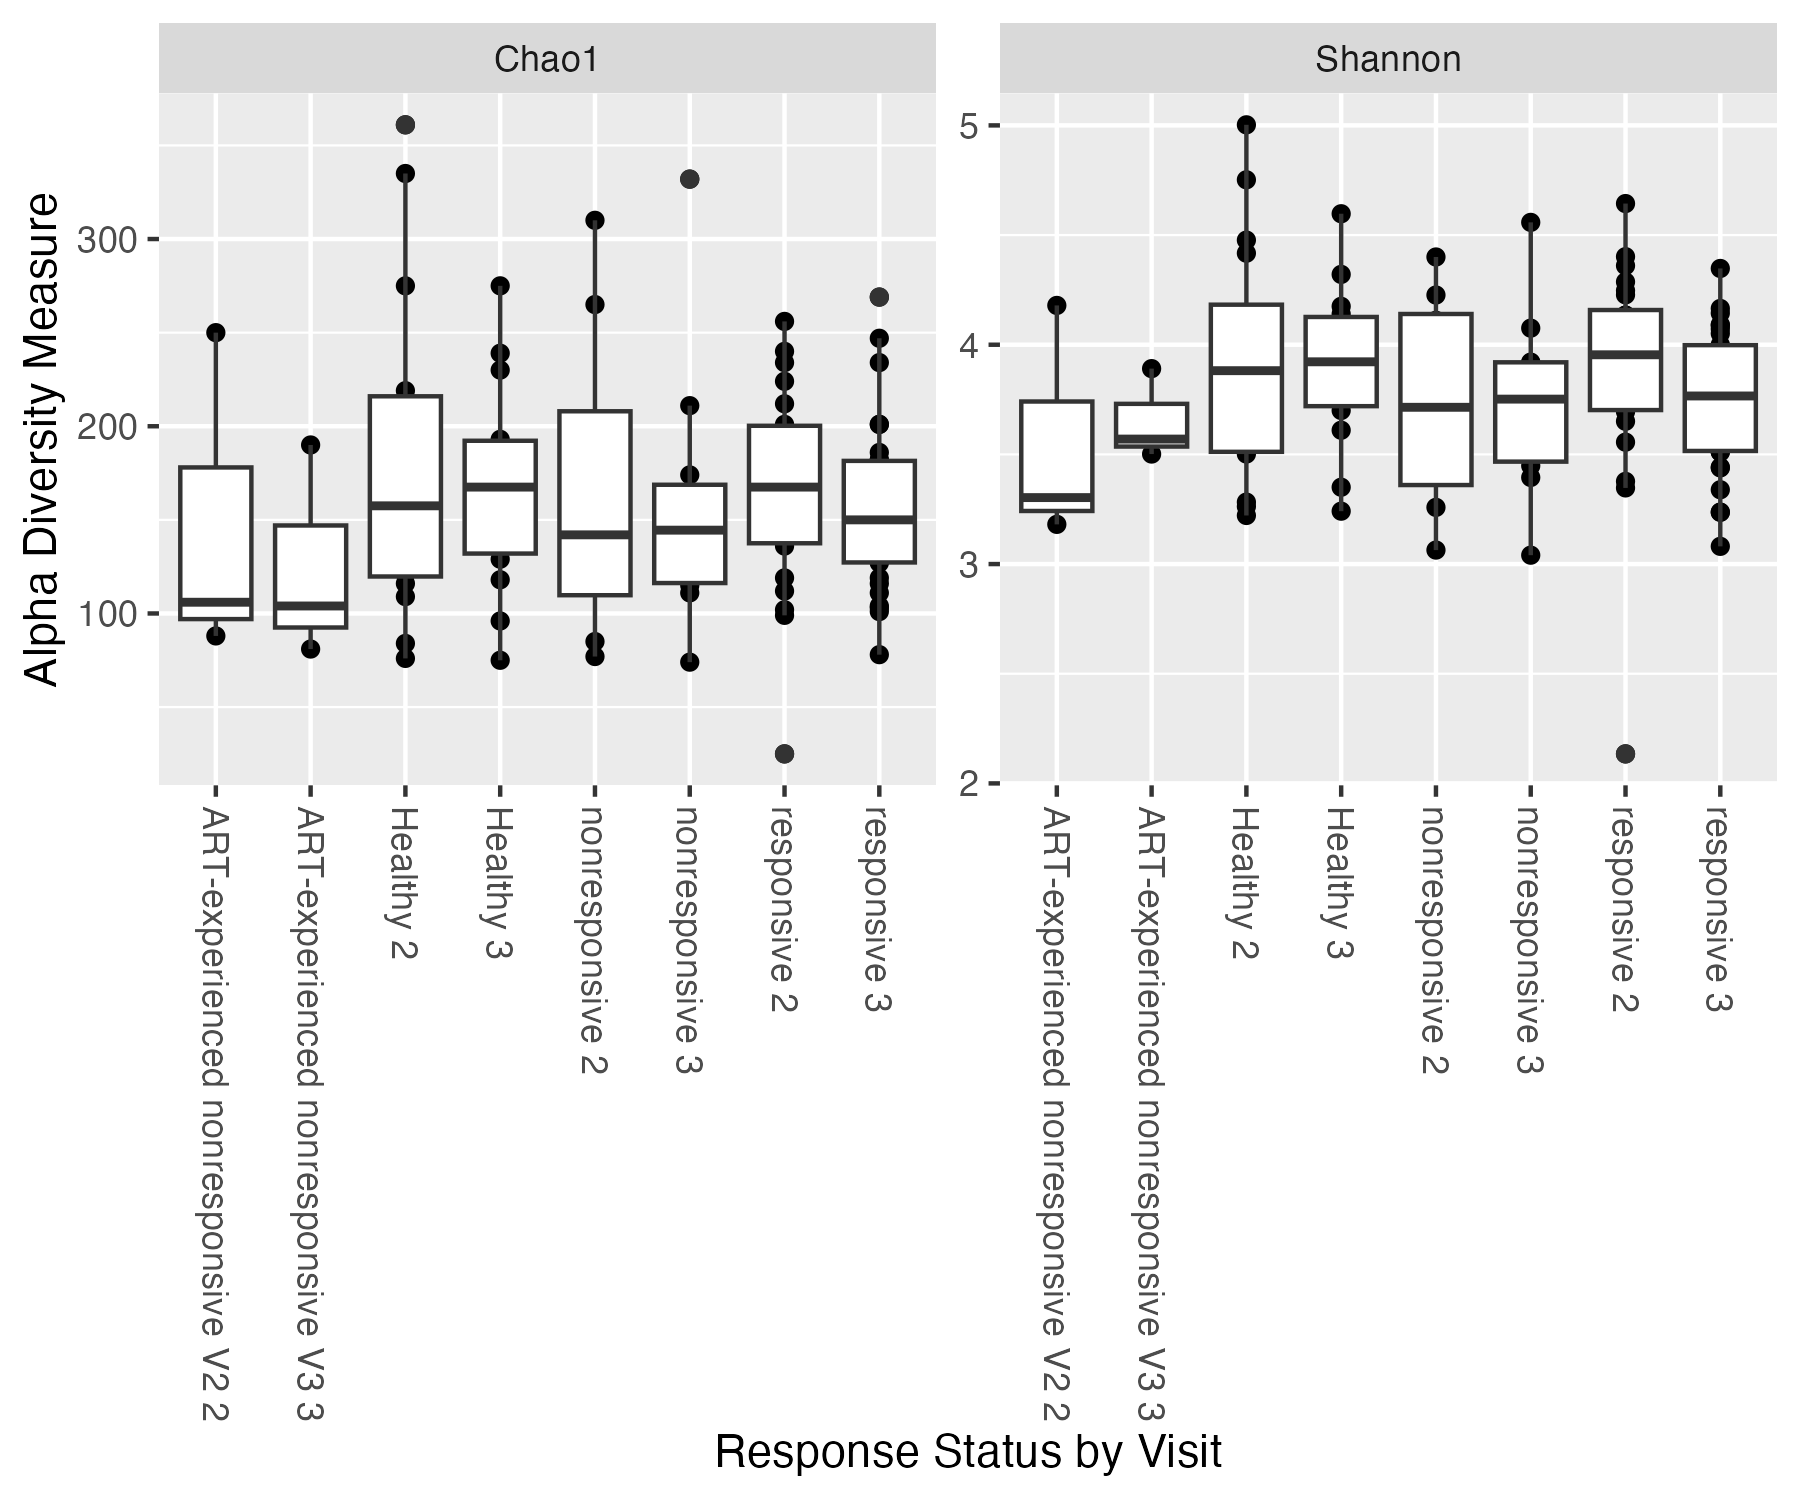 Chao1
Shannon
Alpha Diversity Measure
300
200
100
5
4
3
2
ART-experienced nonresponsive V2 2
ART-experienced nonresponsive V3 3
Healthy 2
Healthy 3
nonresponsive 2
nonresponsive 3
responsive 2
responsive 3
ART-experienced nonresponsive V2 2
ART-experienced nonresponsive V3 3
Healthy 2
Healthy 3
nonresponsive 2
nonresponsive 3
responsive 2
responsive 3
Response Status by Visit